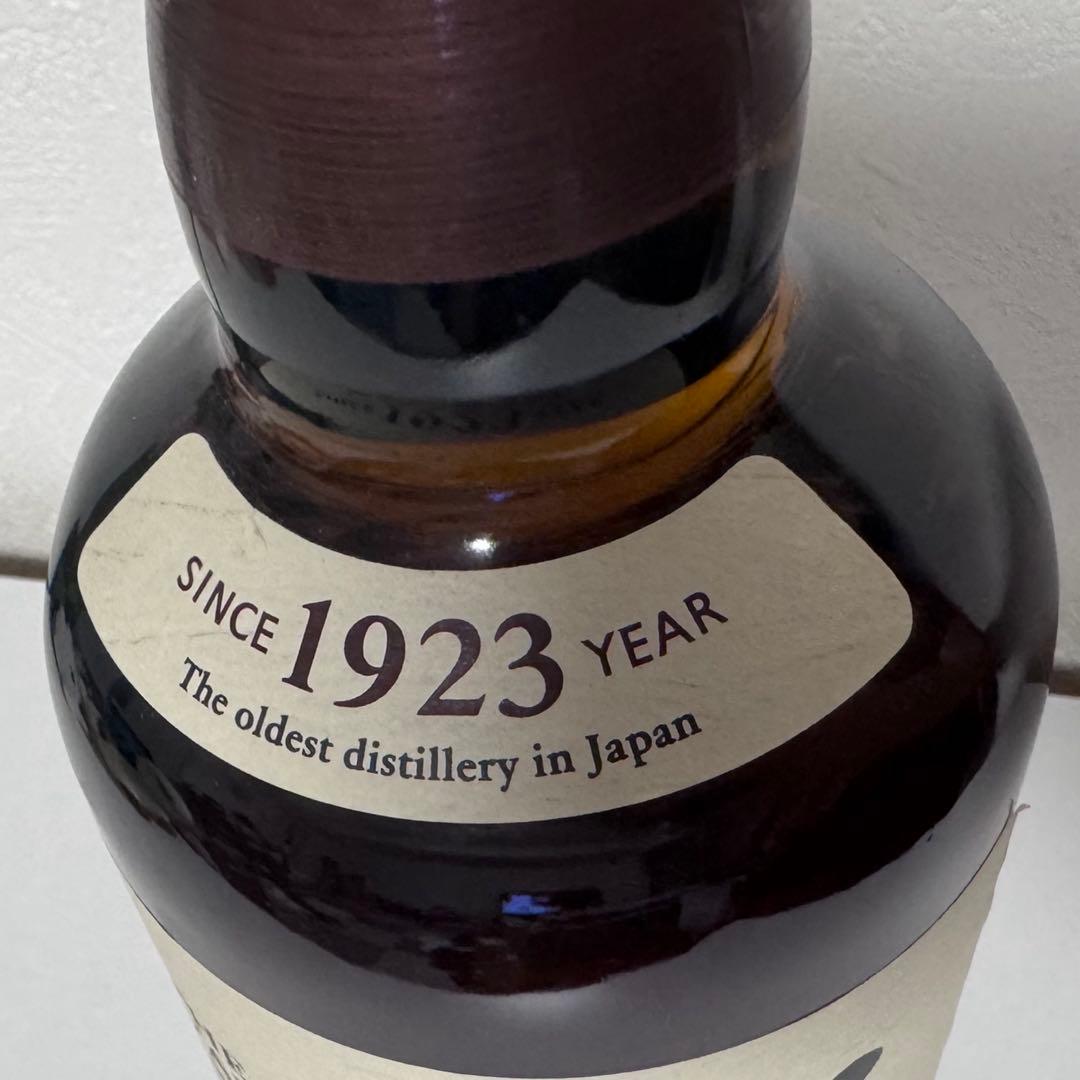 SINCE 1923 YEAR
The oldest distillery in Japan